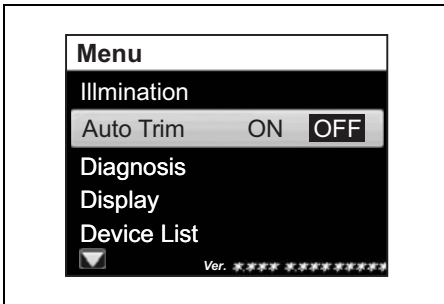 Menu
Illmination
Auto Trim ON OFF
Diagnosis
Display
Device List
Ver. **** **********